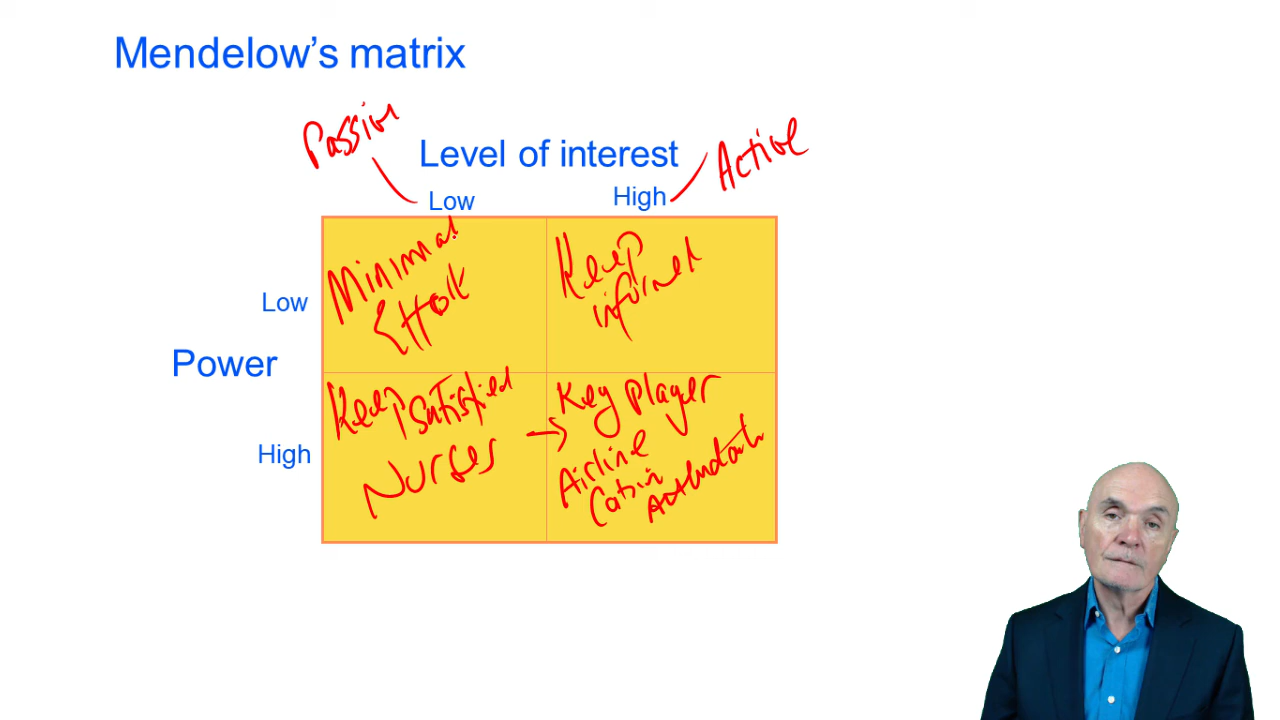 Mendelow's matrix
Passive
Level of interest
Active
Low
High
Minimal
Effort
Keep
informed
Low
Power
High
Keep satisfied
Nurses
→ Key player
Airline
Cabin